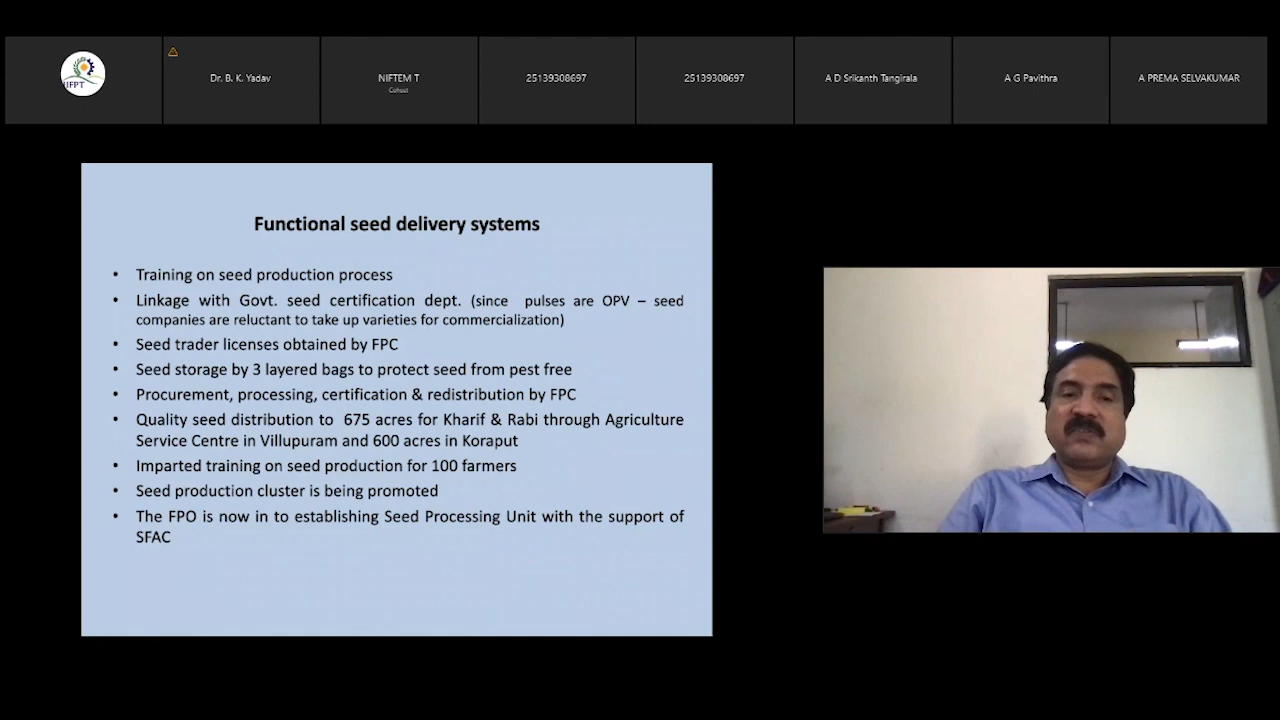 IIFPT
Dr. B. K. Yadav
NIFTEM T
Cohost
25139308697
25139308697
A D Srikanth Tangirala
A G Pavithra
A PREMA SELVAKUMAR
Functional seed delivery systems
• Training on seed production process
• Linkage with Govt. seed certification dept. (since pulses are OPV – seed
companies are reluctant to take up varieties for commercialization)
• Seed trader licenses obtained by FPC
• Seed storage by 3 layered bags to protect seed from pest free
• Procurement, processing, certification & redistribution by FPC
• Quality seed distribution to 675 acres for Kharif & Rabi through Agriculture
Service Centre in Villupuram and 600 acres in Koraput
• Imparted training on seed production for 100 farmers
• Seed production cluster is being promoted
• The FPO is now in to establishing Seed Processing Unit with the support of
SFAC